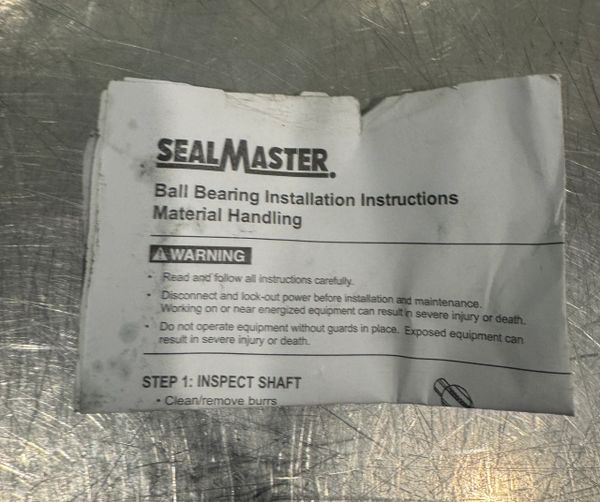 SEALMASTER.
Ball Bearing Installation Instructions
Material Handling
WARNING
• Read and follow all instructions carefully.
• Disconnect and lock-out power before installation and maintenance.
Working on or near energized equipment can result in severe injury or death.
• Do not operate equipment without guards in place. Exposed equipment can
result in severe injury or death.
STEP 1: INSPECT SHAFT
• Clean/remove burrs